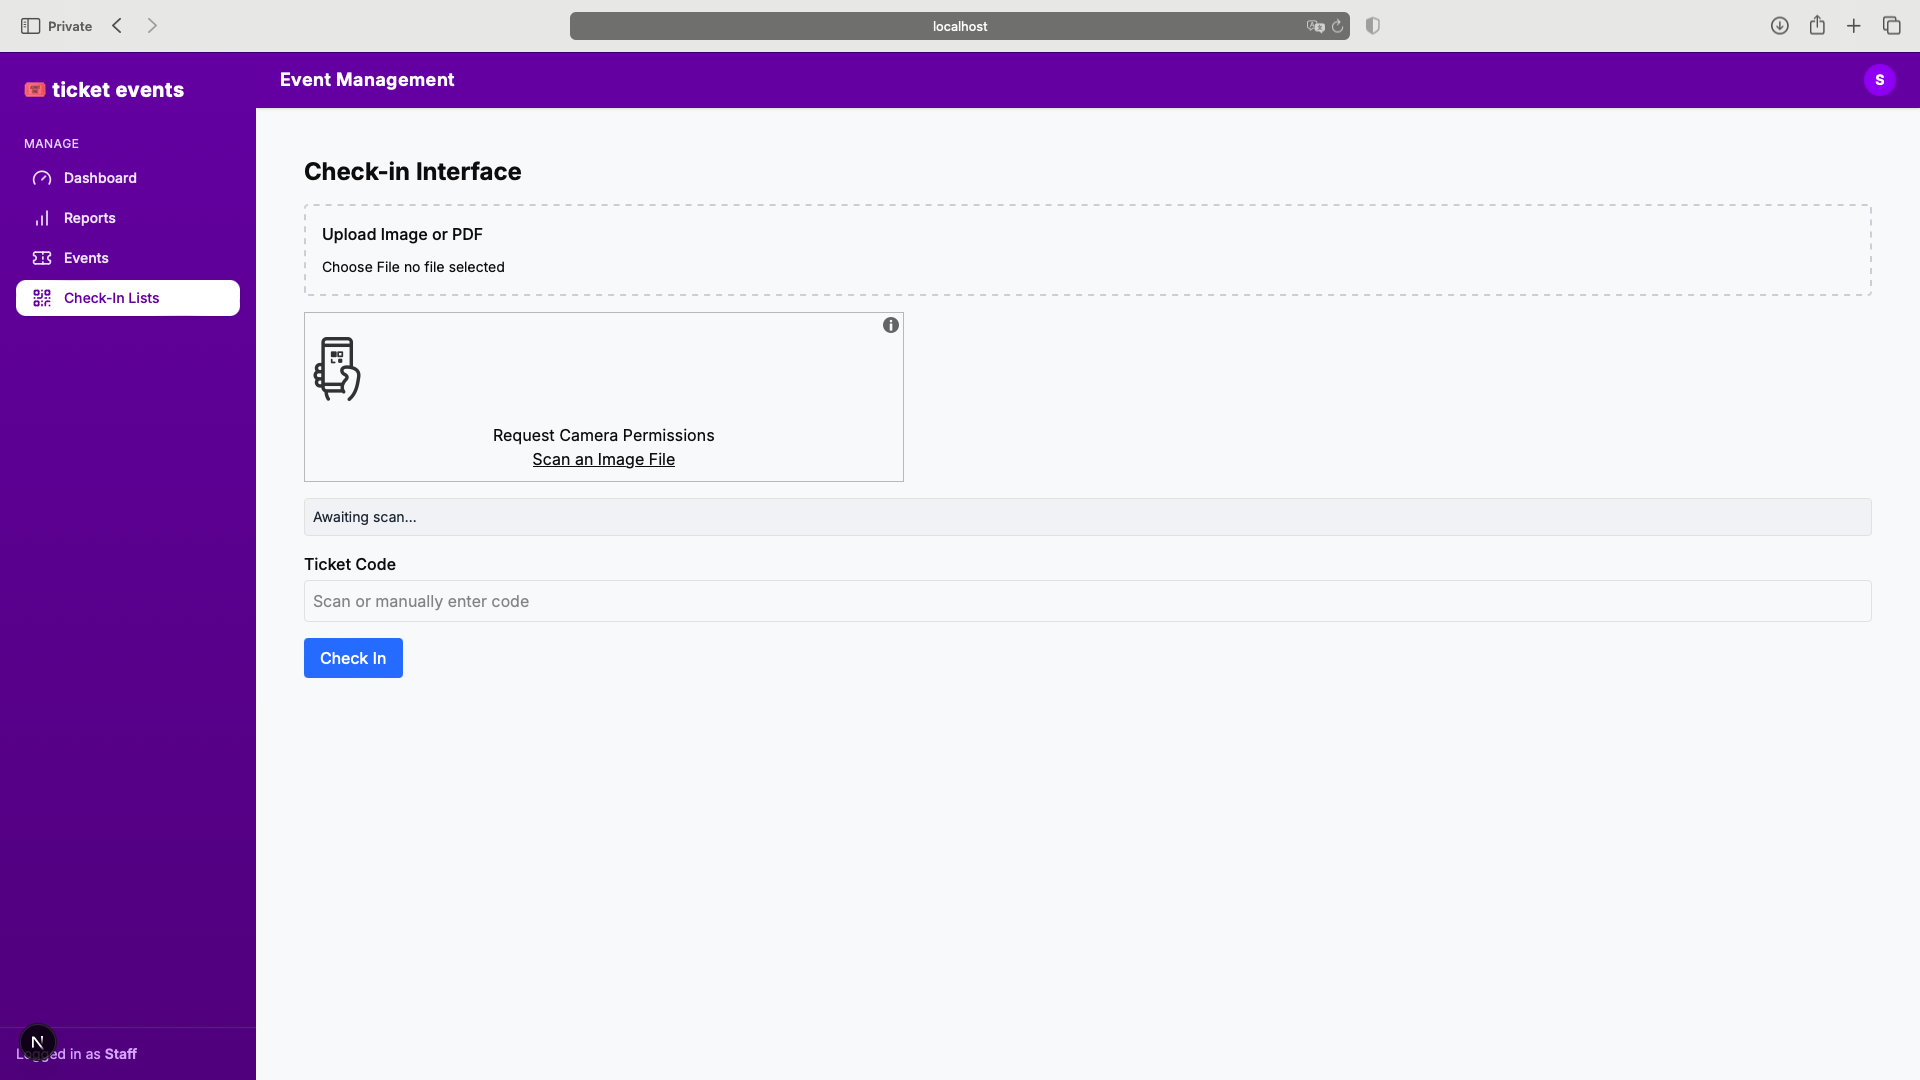 Private
localhost
ticket events
Event Management
S
MANAGE
Dashboard
Reports
Events
Check-In Lists
Check-in Interface
Upload Image or PDF
Choose File no file selected
Request Camera Permissions
Scan an Image File
Awaiting scan...
Ticket Code
Scan or manually enter code
Check In
N
Logged in as Staff